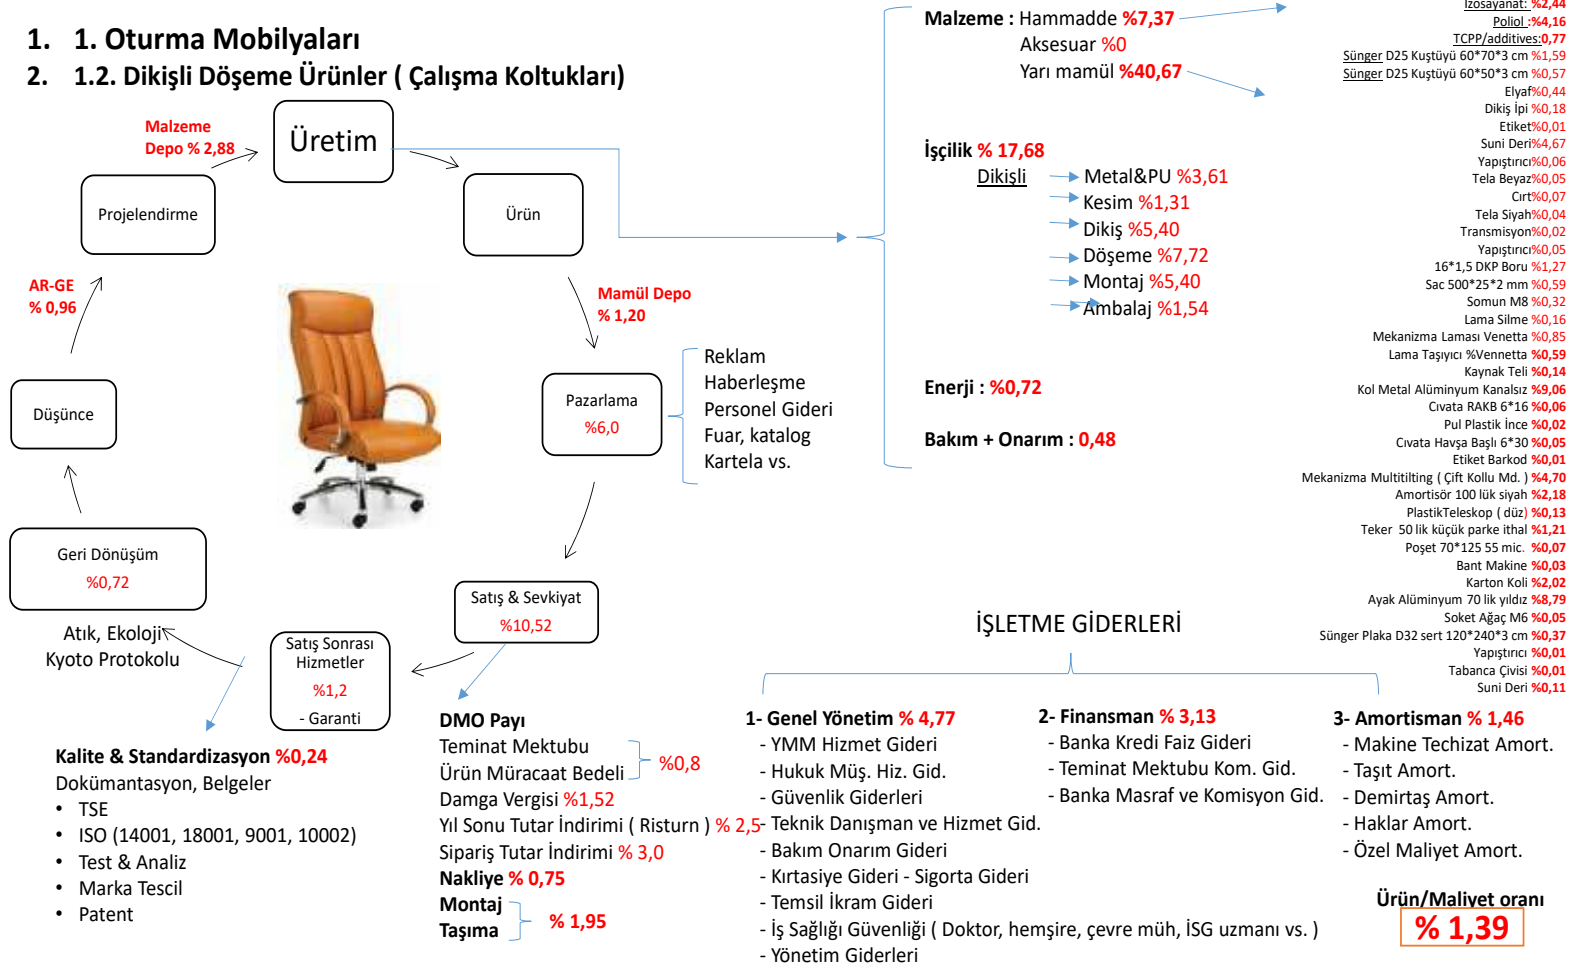 1. 1. Oturma Mobilyaları
2. 1.2. Dikişli Döşeme Ürünler ( Çalışma Koltukları)
Malzeme
Depo % 2,88
Üretim
Projelendirme
Ürün
AR-GE
% 0,96
Mamül Depo
% 1,20
Düşünce
Pazarlama
%6,0
Reklam
Haberleşme
Personel Gideri
Fuar, katalog
Kartela vs.
Geri Dönüşüm
%0,72
Atık, Ekoloji
Kyoto Protokolu
Satış & Sevkiyat
%10,52
Satış Sonrası
Hizmetler
%1,2
- Garanti
Kalite & Standardizasyon %0,24
Dokümantasyon, Belgeler
• TSE
• ISO (14001, 18001, 9001, 10002)
• Test & Analiz
• Marka Tescil
• Patent
DMO Payı
Teminat Mektubu
Ürün Müracaat Bedeli
%0,8
Damga Vergisi %1,52
Yıl Sonu Tutar İndirimi ( Risturn ) % 2,5
Sipariş Tutar İndirimi % 3,0
Nakliye % 0,75
Montaj
Taşıma
% 1,95
Malzeme : Hammadde %7,37
Aksesuar %0
Yarı mamül %40,67
İşçilik % 17,68
Dikişli
Metal&PU %3,61
Kesim %1,31
Dikiş %5,40
Döşeme %7,72
Montaj %5,40
Ambalaj %1,54
Enerji : %0,72
Bakım + Onarım : 0,48
İzosayanat: %2,44
Poliol :%4,16
TCPP/additives:0,77
Sünger D25 Kuştüyü 60*70*3 cm %1,59
Sünger D25 Kuştüyü 60*50*3 cm %0,57
Elyaf%0,44
Dikiş İpi %0,18
Etiket%0,01
Suni Deri%4,67
Yapıştırıcı%0,06
Tela Beyaz%0,05
Cırt%0,07
Tela Siyah%0,04
Transmisyon%0,02
Yapıştırıcı%0,05
16*1,5 DKP Boru %1,27
Sac 500*25*2 mm %0,59
Somun M8 %0,32
Lama Silme %0,16
Mekanizma Laması Venetta %0,85
Lama Taşıyıcı %Vennetta %0,59
Kaynak Teli %0,14
Kol Metal Alüminyum Kanalsız %9,06
Cıvata RAKB 6*16 %0,06
Pul Plastik İnce %0,02
Cıvata Havşa Başlı 6*30 %0,05
Etiket Barkod %0,01
Mekanizma Multitilting ( Çift Kollu Md. ) %4,70
Amortisör 100 lük siyah %2,18
PlastikTeleskop ( düz) %0,13
Teker 50 lik küçük parke ithal %1,21
Poşet 70*125 55 mic. %0,07
Bant Makine %0,03
Karton Koli %2,02
Ayak Alüminyum 70 lik yıldız %8,79
Soket Ağaç M6 %0,05
Sünger Plaka D32 sert 120*240*3 cm %0,37
Yapıştırıcı %0,01
Tabanca Çivisi %0,01
Suni Deri %0,11
İŞLETME GİDERLERİ
1- Genel Yönetim % 4,77
- YMM Hizmet Gideri
- Hukuk Müş. Hiz. Gid.
- Güvenlik Giderleri
- Teknik Danışman ve Hizmet Gid.
- Bakım Onarım Gideri
- Kırtasiye Gideri - Sigorta Gideri
- Temsil İkram Gideri
- İş Sağlığı Güvenliği ( Doktor, hemşire, çevre müh, İSG uzmanı vs. )
- Yönetim Giderleri
2- Finansman % 3,13
- Banka Kredi Faiz Gideri
- Teminat Mektubu Kom. Gid.
- Banka Masraf ve Komisyon Gid.
3- Amortisman % 1,46
- Makine Techizat Amort.
- Taşıt Amort.
- Demirtaş Amort.
- Haklar Amort.
- Özel Maliyet Amort.
Ürün/Maliyet oranı
% 1,39